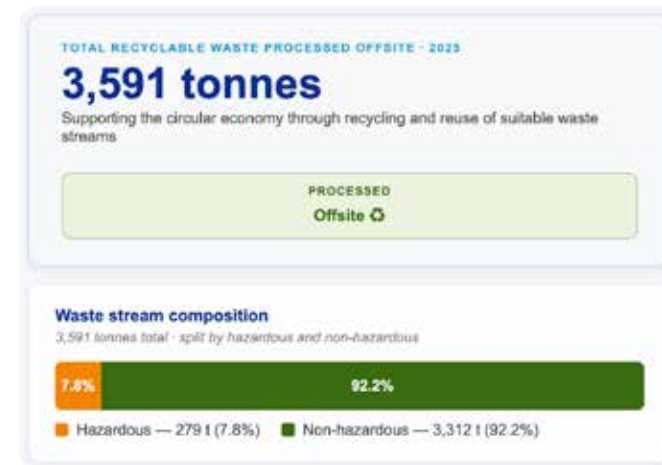 TOTAL RECYCLABLE WASTE PROCESSED OFFSITE · 2025
3,591 tonnes
Supporting the circular economy through recycling and reuse of suitable waste
streams
PROCESSED
Offsite ♻
Waste stream composition
3,591 tonnes total · split by hazardous and non-hazardous
7.8%
92.2%
Hazardous — 279 t (7.8%)
Non-hazardous — 3,312 t (92.2%)